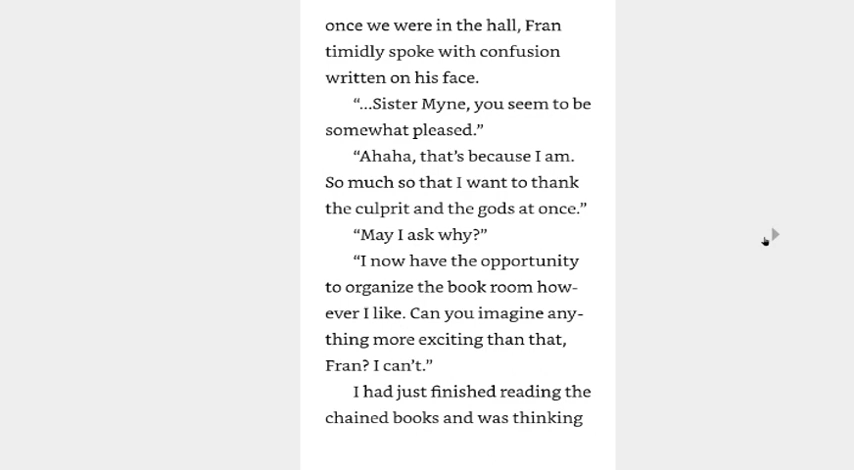 once we were in the hall, Fran
timidly spoke with confusion
written on his face.
“…Sister Myne, you seem to be
somewhat pleased.”
“Ahaha, that’s because I am.
So much so that I want to thank
the culprit and the gods at once.”
“May I ask why?”
“I now have the opportunity
to organize the book room how-
ever I like. Can you imagine any-
thing more exciting than that,
Fran? I can’t.”
I had just finished reading the
chained books and was thinking